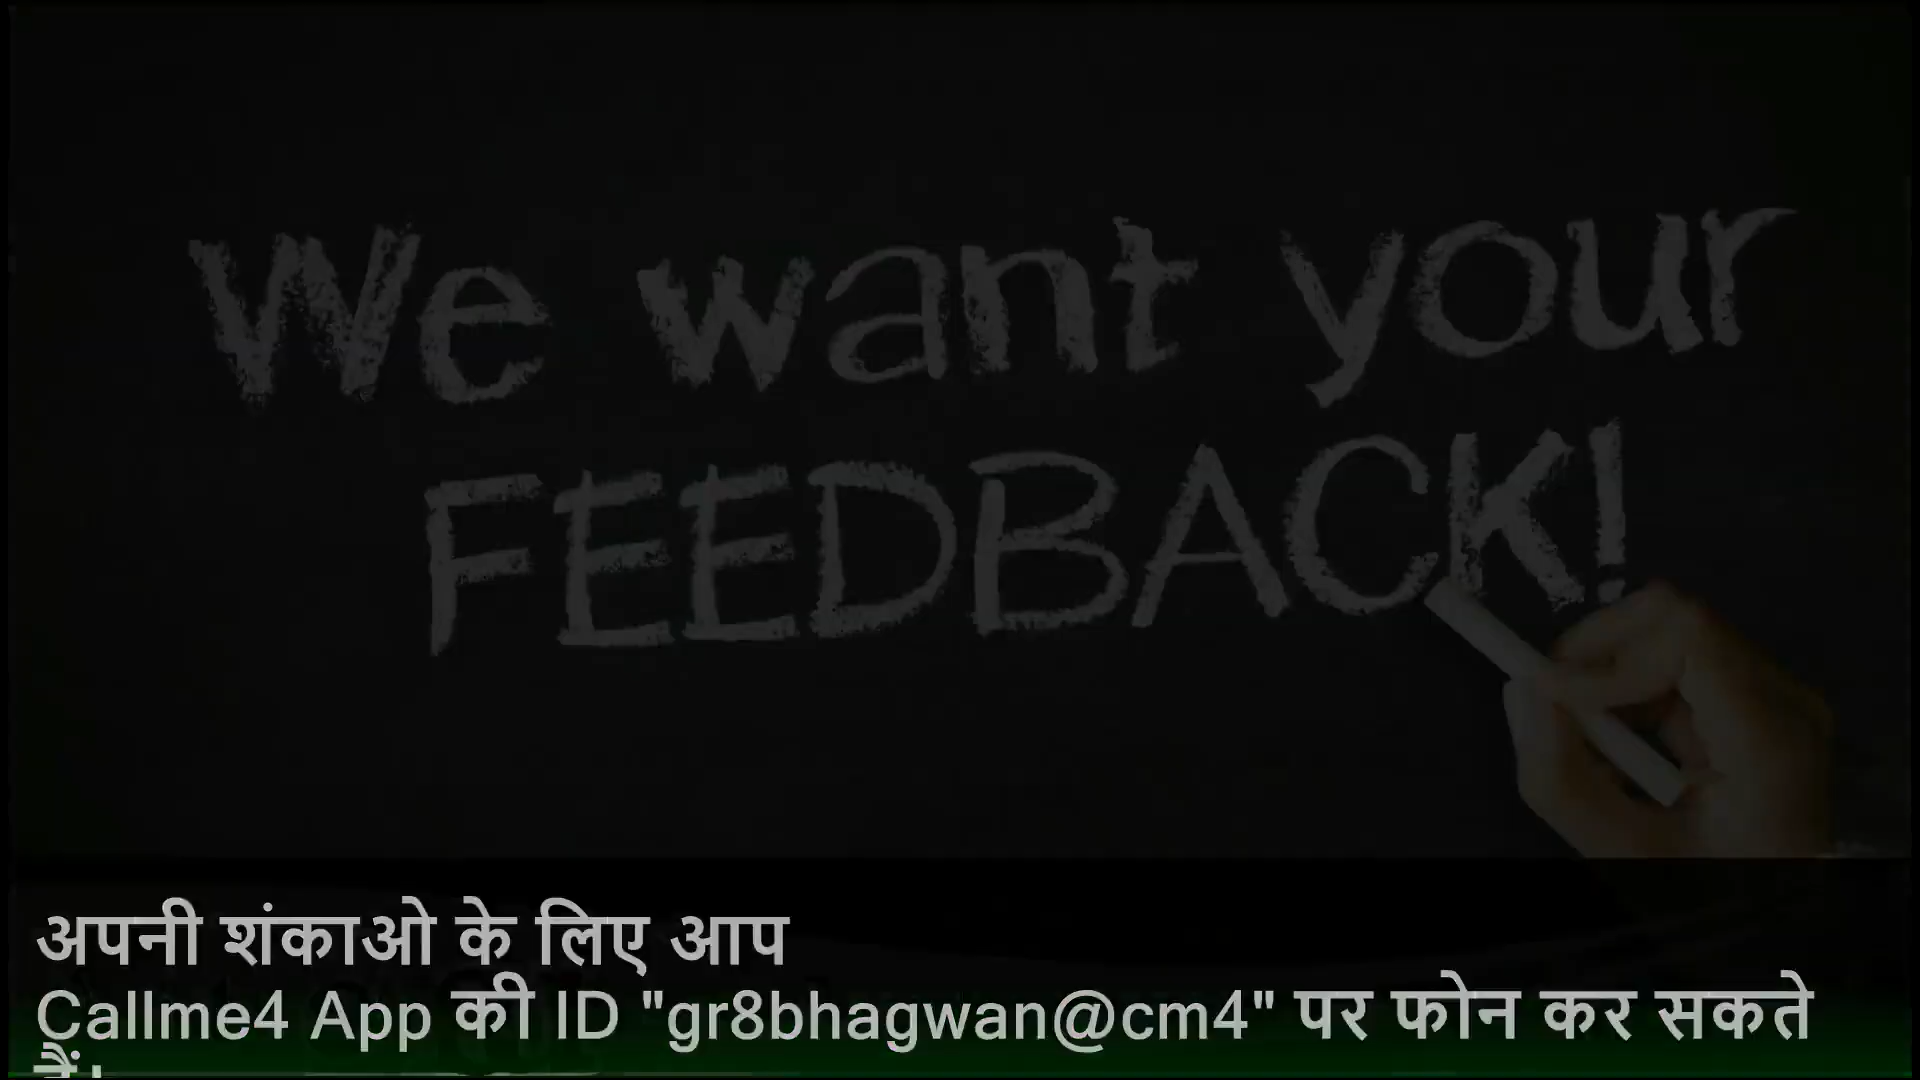 We want your
FEEDBACK!
अपनी शंकाओ के लिए आप
Callme4 App की ID "gr8bhagwan@cm4" पर फोन कर सकते
हैं।